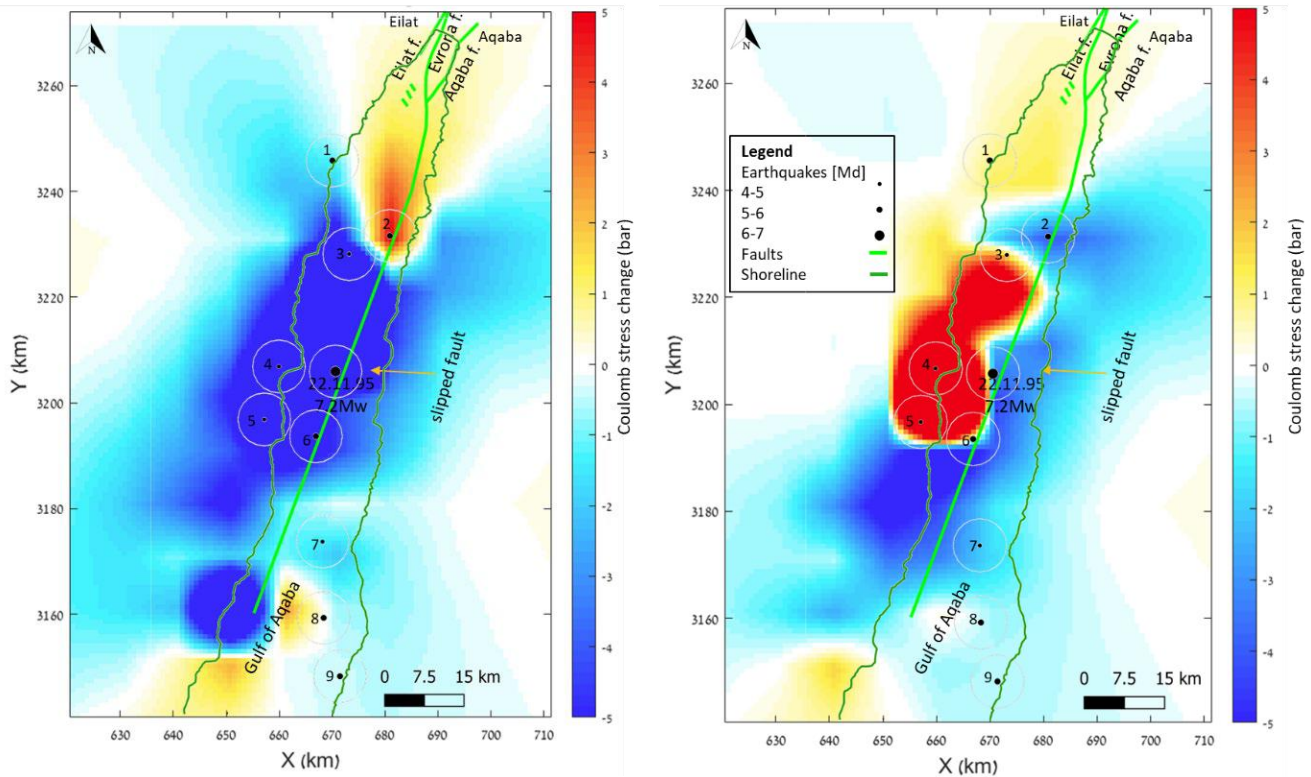 N
Eilat
Aqaba
Eilat f.
Evrona f.
Aqaba f.
1
2
3
4
22.11.95
7.2Mw
slipped fault
5
6
7
8
9
Gulf of Aqaba
0 7.5 15 km
3260
3240
3220
3200
3180
3160
Y (km)
630 640 650 660 670 680 690 700 710
X (km)
5
4
3
2
1
0
-1
-2
-3
-4
-5
Coulomb stress change (bar)
N
Eilat
Aqaba
Eilat f.
Evrona f.
Aqaba f.
Legend
Earthquakes [Md]
4-5
5-6
6-7
Faults
Shoreline
1
2
3
4
22.11.95
7.2Mw
slipped fault
5
6
7
8
9
Gulf of Aqaba
0 7.5 15 km
3260
3240
3220
3200
3180
3160
Y (km)
630 640 650 660 670 680 690 700 710
X (km)
5
4
3
2
1
0
-1
-2
-3
-4
-5
Coulomb stress change (bar)